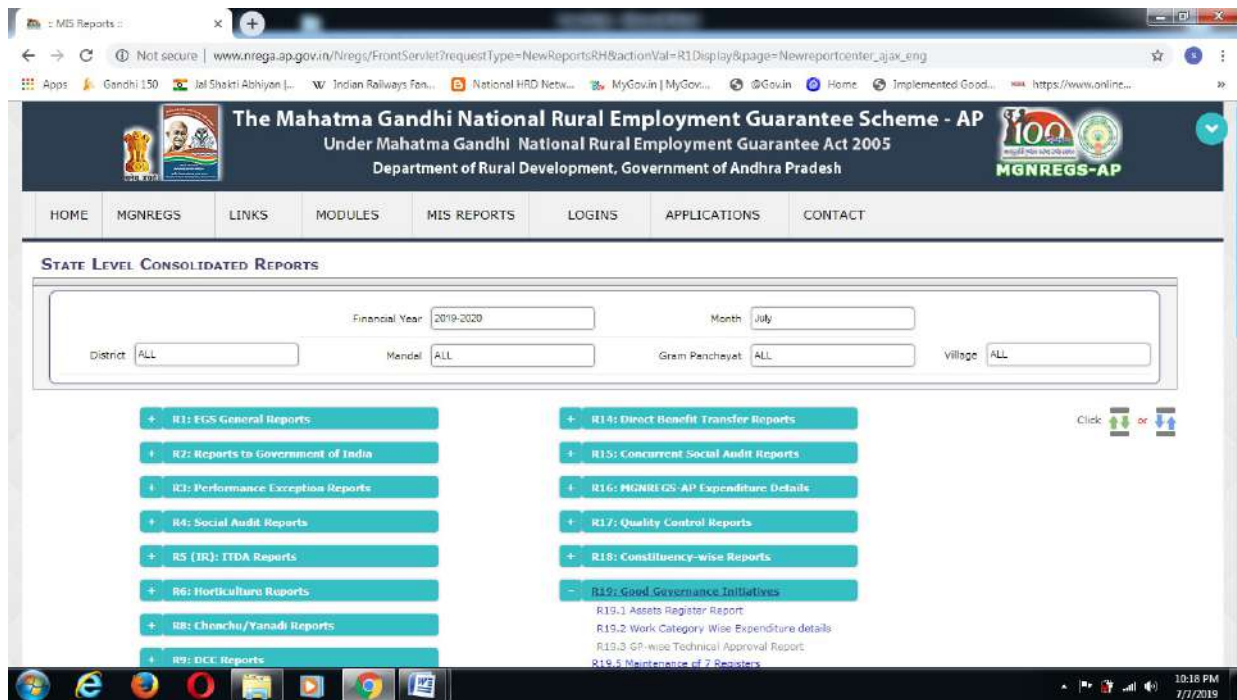 :: MIS Reports ::
Not secure | www.nrega.ap.gov.in/Nregs/FrontServlet?requestType=NewReportsRH&actionVal=R1Display&page=Newreportcenter_ajax_eng
Apps Gandhi 150 Jal Shakti Abhiyan |... Indian Railways Fan... National HRD Netw... MyGov.in | MyGov... @Gov.in Home Implemented Good... https://www.online...
The Mahatma Gandhi National Rural Employment Guarantee Scheme - AP
Under Mahatma Gandhi National Rural Employment Guarantee Act 2005
Department of Rural Development, Government of Andhra Pradesh
MGNREGS-AP
HOME MGNREGS LINKS MODULES MIS REPORTS LOGINS APPLICATIONS CONTACT
STATE LEVEL CONSOLIDATED REPORTS
Financial Year 2019-2020 Month July
District ALL Mandal ALL Gram Panchayat ALL Village ALL
Click or
+ R1: EGS General Reports
+ R2: Reports to Government of India
+ R3: Performance Exception Reports
+ R4: Social Audit Reports
+ R5 (IR): ITDA Reports
+ R6: Horticulture Reports
+ R8: Chenchu/Yanadi Reports
+ R9: DCC Reports
+ R14: Direct Benefit Transfer Reports
+ R15: Concurrent Social Audit Reports
+ R16: MGNREGS-AP Expenditure Details
+ R17: Quality Control Reports
+ R18: Constituency-wise Reports
- R19: Good Governance Initiatives
R19.1 Assets Register Report
R19.2 Work Category Wise Expenditure details
R19.3 GP-wise Technical Approval Report
R19.5 Maintenance of 7 Registers
10:18 PM
7/7/2019